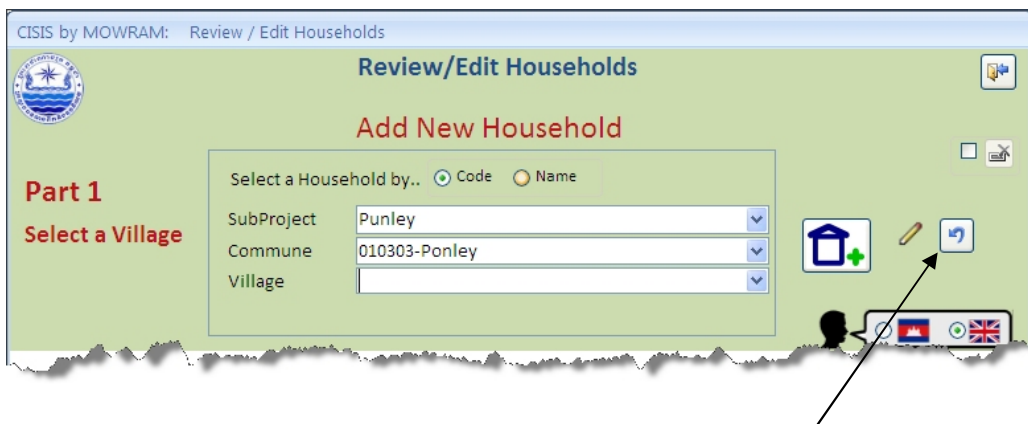 CISIS by MOWRAM: Review / Edit Households
Review/Edit Households
Add New Household
Part 1
Select a Village
Select a Household by.. Code Name
SubProject Punley
Commune 010303-Ponley
Village